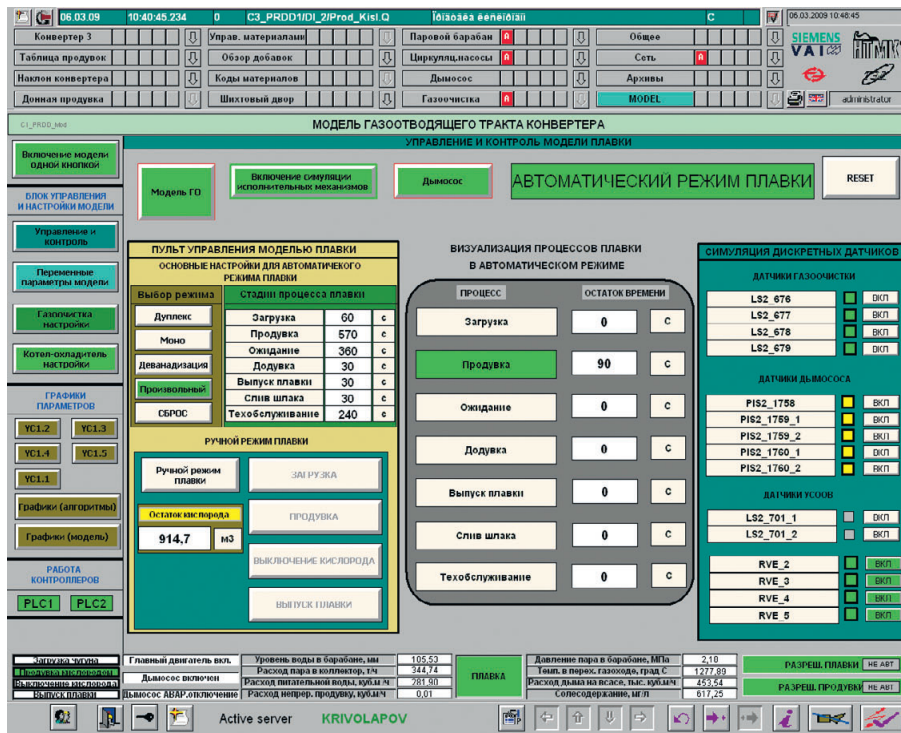 06.03.09 10:40:45.234 0 C3_PRDD1/DI_2/Prod_Kisl.Q Ïðîäóâêà êèñëîðîäîì C 06.03.2009 10:48:45
Конвертер 3 Управ. материалами Паровой барабан A Общее SIEMENS
Таблица продувок Обзор добавок Циркуляц.насосы A Сеть A VAI НТМК
Наклон конвертера Коды материалов Дымосос Архивы
Донная продувка Шихтовый двор Газоочистка A MODEL administrator
C1_PRDD_Mod МОДЕЛЬ ГАЗООТВОДЯЩЕГО ТРАКТА КОНВЕРТЕРА
УПРАВЛЕНИЕ И КОНТРОЛЬ МОДЕЛИ ПЛАВКИ
Включение модели одной кнопкой
БЛОК УПРАВЛЕНИЯ И НАСТРОЙКИ МОДЕЛИ
Управление и контроль
Переменные параметры модели
Газоочистка настройки
Котел-охладитель настройки
ГРАФИКИ ПАРАМЕТРОВ
YC1.2 YC1.3
YC1.4 YC1.5
YC1.1
Графики (алгоритмы)
Графики (модель)
РАБОТА КОНТРОЛЛЕРОВ
PLC1 PLC2
Модель ГО
Включение симуляции исполнительных механизмов
Дымосос
АВТОМАТИЧЕСКИЙ РЕЖИМ ПЛАВКИ
RESET
ПУЛЬТ УПРАВЛЕНИЯ МОДЕЛЬЮ ПЛАВКИ
ОСНОВНЫЕ НАСТРОЙКИ ДЛЯ АВТОМАТИЧЕКОГО
РЕЖИМА ПЛАВКИ
Выбор режима Стадии процесса плавки
Дуплекс
Моно
Деванадизация
Произвольный
СБРОС
Загрузка 60 с
Продувка 570 с
Ожидание 360 с
Додувка 30 с
Выпуск плавки 30 с
Слив шлака 30 с
Техобслуживание 240 с
РУЧНОЙ РЕЖИМ ПЛАВКИ
Ручной режим плавки
Остаток кислорода
914,7 м3
ЗАГРУЗКА
ПРОДУВКА
ВЫКЛЮЧЕНИЕ КИСЛОРОДА
ВЫПУСК ПЛАВКИ
ВИЗУАЛИЗАЦИЯ ПРОЦЕССОВ ПЛАВКИ
В АВТОМАТИЧЕСКОМ РЕЖИМЕ
ПРОЦЕСС ОСТАТОК ВРЕМЕНИ
Загрузка 0 с
Продувка 90 с
Ожидание 0 с
Додувка 0 с
Выпуск плавки 0 с
Слив шлака 0 с
Техобслуживание 0 с
СИМУЛЯЦИЯ ДИСКРЕТНЫХ ДАТЧИКОВ
ДАТЧИКИ ГАЗООЧИСТКИ
LS2_676 ВКЛ
LS2_677 ВКЛ
LS2_678 ВКЛ
LS2_679 ВКЛ
ДАТЧИКИ ДЫМОСОСА
PIS2_1758 ВКЛ
PIS2_1759_1 ВКЛ
PIS2_1759_2 ВКЛ
PIS2_1760_1 ВКЛ
PIS2_1760_2 ВКЛ
ДАТЧИКИ УСООВ
LS2_701_1 ВКЛ
LS2_701_2 ВКЛ
RVE_2 ВКЛ
RVE_3 ВКЛ
RVE_4 ВКЛ
RVE_5 ВКЛ
Загрузка чугуна
Продувка кислородом
Выключение кислорода
Выпуск плавки
Главный двигатель вкл.
Дымосос включен
Дымосос АВАР.отключение
Уровень воды в барабане, мм 105,53
Расход пара в коллектор, т/ч 344,74
Расход питательной воды, куб.м/ч 281,90
Расход непрер. продувку, куб.м/ч 0,01
ПЛАВКА
Давление пара в барабане, МПа 2,10
Темп. в перех. газоходе, град С 1277,89
Расход дыма на всасе, тыс. куб.м/ч 453,54
Солесодержание, мг/л 617,25
РАЗРЕШ. ПЛАВКИ НЕ АВТ
РАЗРЕШ. ПРОДУВКИ НЕ АВТ
Active server KRIVOLAPOV